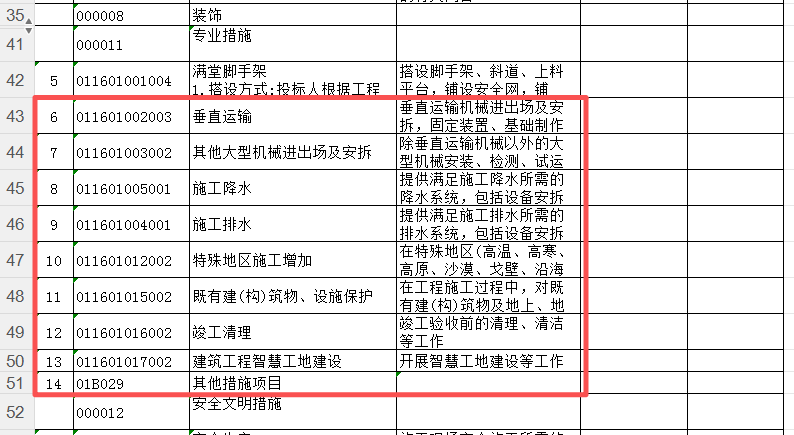 的有关内容
35 000008 装饰
41 000011 专业措施
42 5 011601001004 满堂脚手架 搭设脚手架、斜道、上料
1.搭设方式:投标人根据工程 平台，铺设安全网，铺
43 6 011601002003 垂直运输 垂直运输机械进出场及安
拆，固定装置、基础制作
44 7 011601003002 其他大型机械进出场及安拆 除垂直运输机械以外的大
型机械安装、检测、试运
45 8 011601005001 施工降水 提供满足施工降水所需的
降水系统，包括设备安拆
46 9 011601004001 施工排水 提供满足施工排水所需的
排水系统，包括设备安拆
47 10 011601012002 特殊地区施工增加 在特殊地区(高温、高寒、
高原、沙漠、戈壁、沿海
48 11 011601015002 既有建(构)筑物、设施保护 在工程施工过程中，对既
有建(构)筑物及地上、地
49 12 011601016002 竣工清理 竣工验收前的清理、清洁
等工作
50 13 011601017002 建筑工程智慧工地建设 开展智慧工地建设等工作
51 14 01B029 其他措施项目
52 000012 安全文明措施